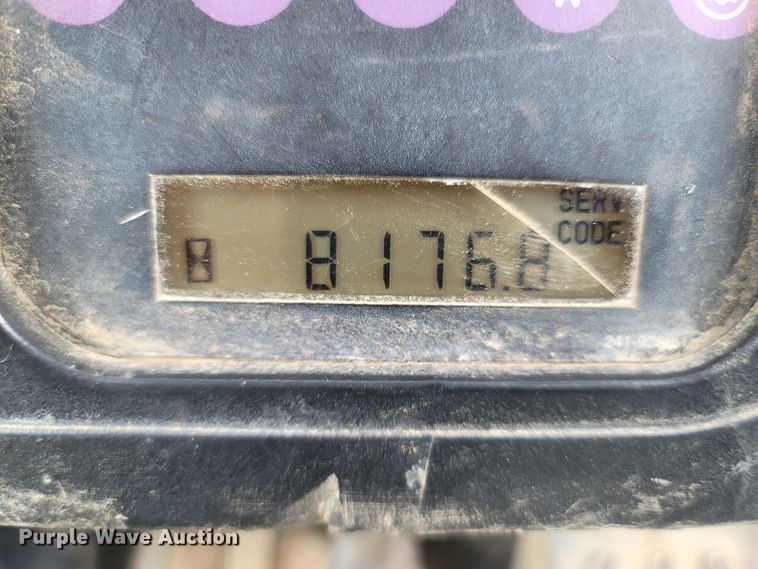 SERV
CODE
8176.8
Purple Wave Auction